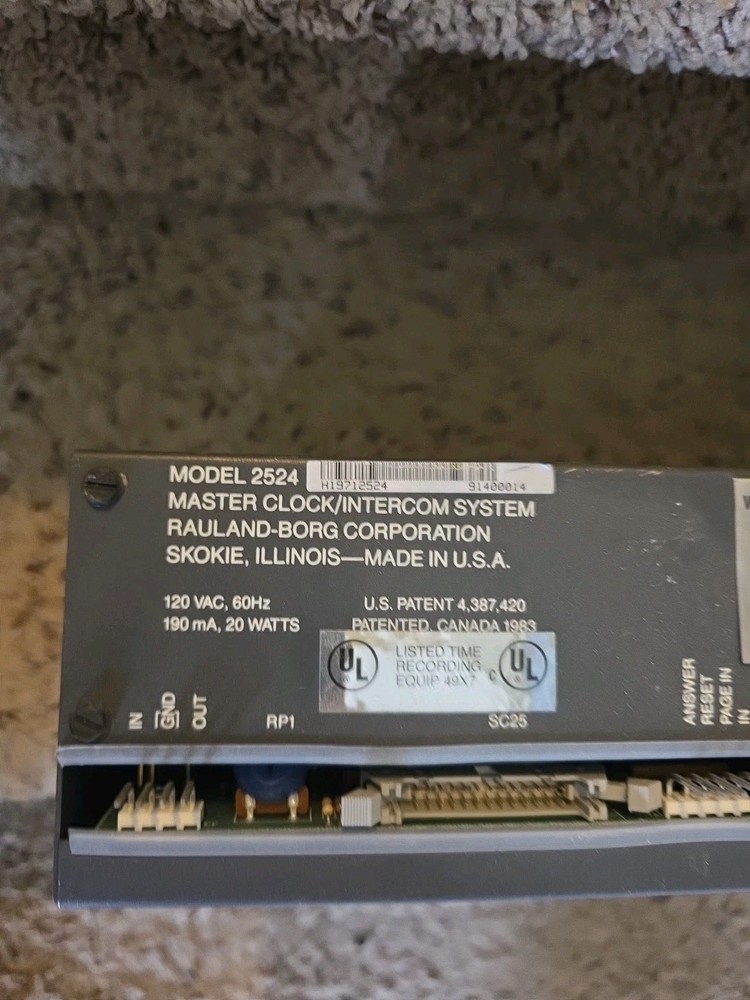 MODEL 2524
H19712524 91400014
MASTER CLOCK/INTERCOM SYSTEM
RAULAND-BORG CORPORATION
SKOKIE, ILLINOIS—MADE IN U.S.A.
120 VAC, 60Hz
190 mA, 20 WATTS
U.S. PATENT 4,387,420
PATENTED, CANADA 1983
UL
LISTED TIME
RECORDING
EQUIP 49X7
C UL
IN
GND
OUT
RP1
SC25
ANSWER
RESET
PAGE IN
IN